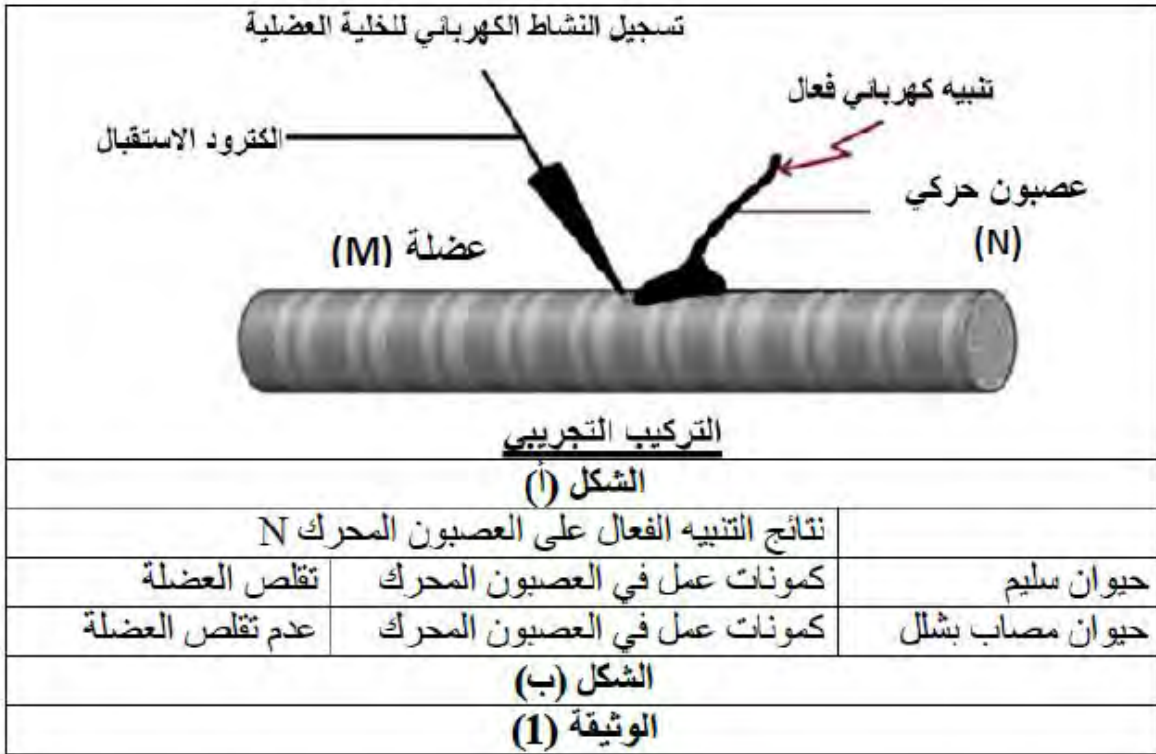 تسجيل النشاط الكهربائي للخلية العضلية
تنبيه كهربائي فعال
الكترود الاستقبال
عصبون حركي
(N)
عضلة (M)
التركيب التجريبي
الشكل (أ)
نتائج التنبيه الفعال على العصبون المحرك N
حيوان سليم كمونات عمل في العصبون المحرك تقلص العضلة
حيوان مصاب بشلل كمونات عمل في العصبون المحرك عدم تقلص العضلة
الشكل (ب)
الوثيقة (1)